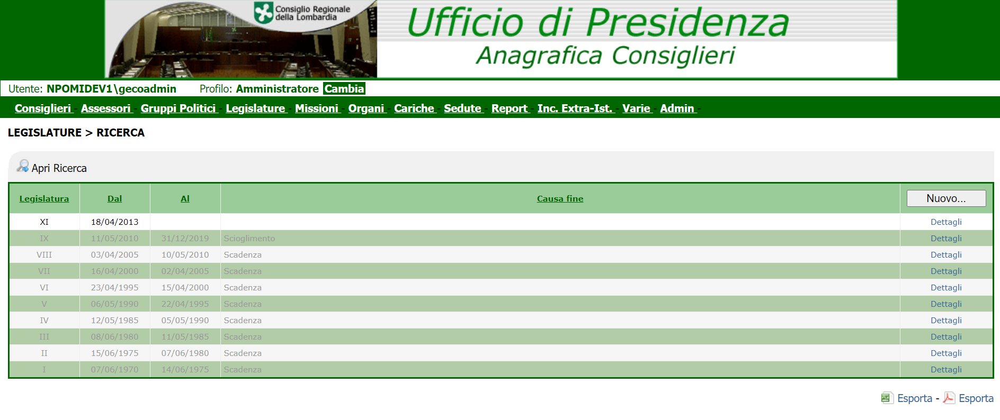 Consiglio Regionale
della Lombardia
Ufficio di Presidenza
Anagrafica Consiglieri
Utente: NPOMIDEV1\gecoadmin Profilo: Amministratore Cambia
Consiglieri - Assessori - Gruppi Politici - Legislature - Missioni - Organi - Cariche - Sedute - Report - Inc. Extra-Ist. - Varie - Admin -
LEGISLATURE > RICERCA
Apri Ricerca
Legislatura Dal Al Causa fine Nuovo...
XI 18/04/2013 Dettagli
IX 11/05/2010 31/12/2019 Scioglimento Dettagli
VIII 03/04/2005 10/05/2010 Scadenza Dettagli
VII 16/04/2000 02/04/2005 Scadenza Dettagli
VI 23/04/1995 15/04/2000 Scadenza Dettagli
V 06/05/1990 22/04/1995 Scadenza Dettagli
IV 12/05/1985 05/05/1990 Scadenza Dettagli
III 08/06/1980 11/05/1985 Scadenza Dettagli
II 15/06/1975 07/06/1980 Scadenza Dettagli
I 07/06/1970 14/06/1975 Scadenza Dettagli
Esporta - Esporta